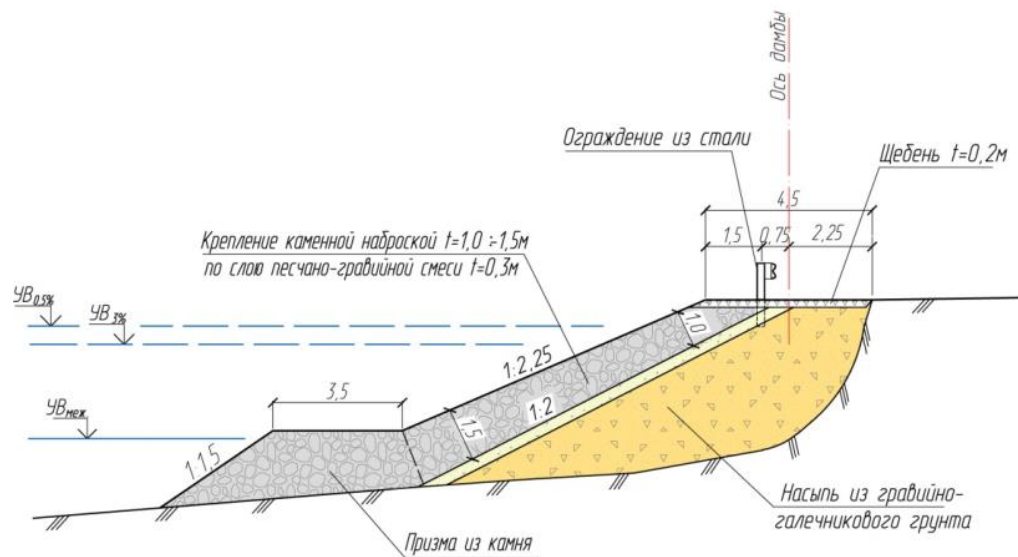 Ось дамбы
Ограждение из стали
Щебень t=0,2м
4,5
1,5
0,75
2,25
Крепление каменной наброской t=1,0÷1,5м
по слою песчано-гравийной смеси t=0,3м
УВ0,5%
УВ3%
1,0
1:2,25
3,5
УВмеж
1,5
1:2
1:1,5
Насыпь из гравийно-
галечникового грунта
Призма из камня